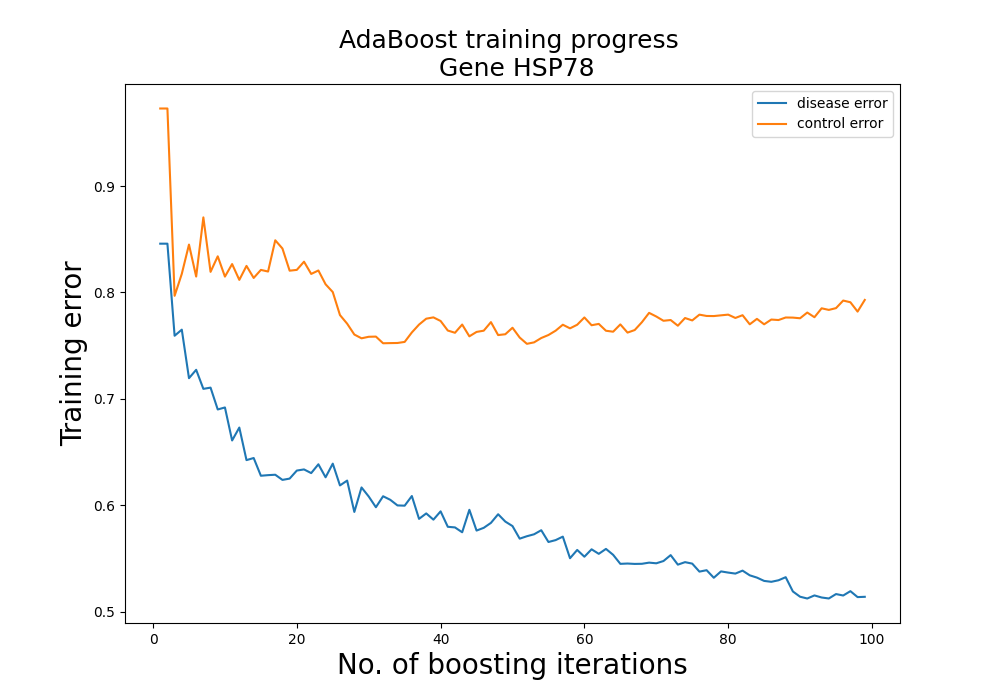 AdaBoost training progress
Gene HSP78
disease error
control error
Training error
0.9
0.8
0.7
0.6
0.5
0
20
40
60
80
100
No. of boosting iterations